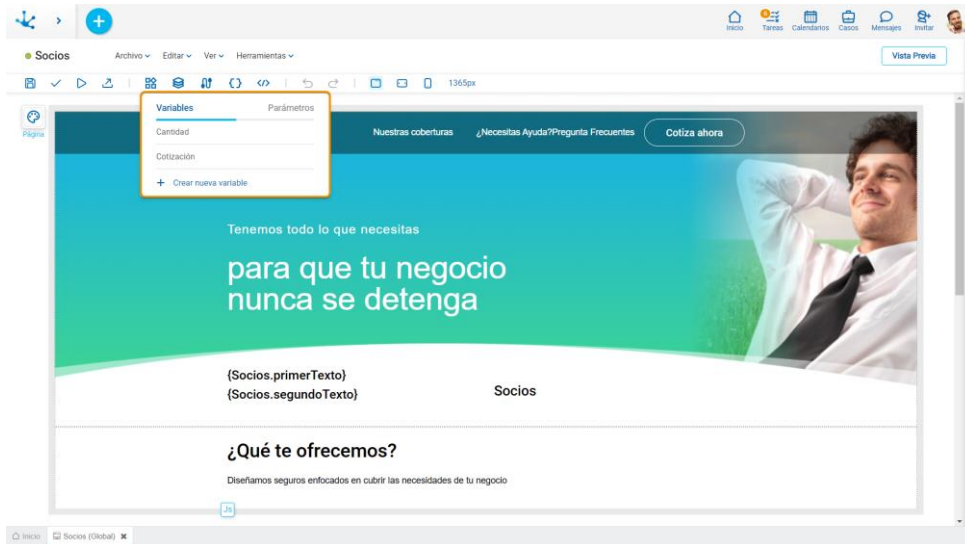 6
Inicio
Tareas
Calendarios
Casos
Mensajes
Invitar
Socios
Archivo
Editar
Ver
Herramientas
Vista Previa
1365px
Página
Variables
Parámetros
Cantidad
Cotización
+ Crear nueva variable
Nuestras coberturas
¿Necesitas Ayuda?Pregunta Frecuentes
Cotiza ahora
Tenemos todo lo que necesitas
para que tu negocio
nunca se detenga
{Socios.primerTexto}
{Socios.segundoTexto}
Socios
¿Qué te ofrecemos?
Diseñamos seguros enfocados en cubrir las necesidades de tu negocio
Js
Inicio
Socios (Global)